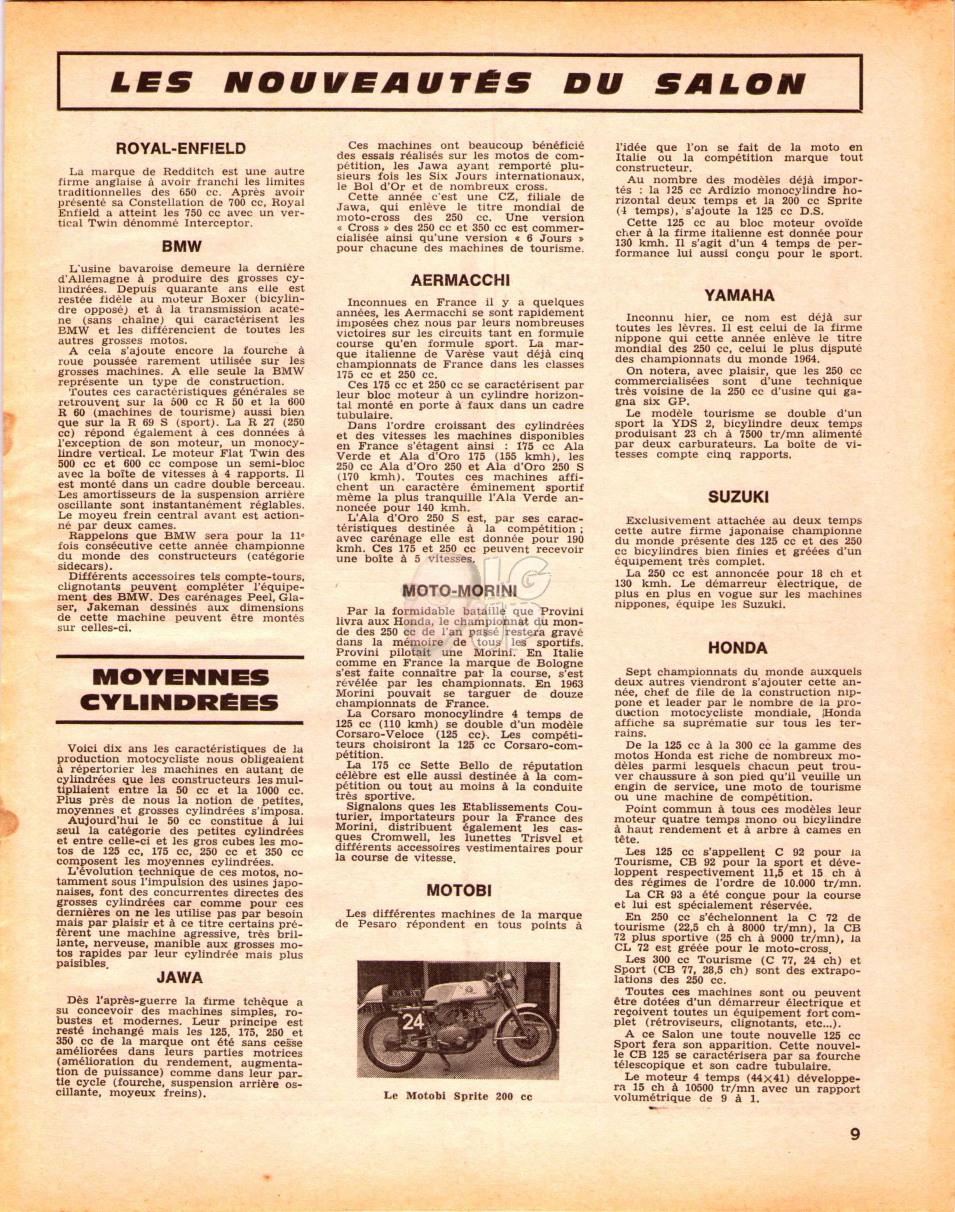 LES NOUVEAUTÉS DU SALON
ROYAL-ENFIELD
La marque de Redditch est une autre
firme anglaise à avoir franchi les limites
traditionnelles des 650 cc. Après avoir
présenté sa Constellation de 700 cc, Royal
Enfield a atteint les 750 cc avec un ver-
tical Twin dénommé Interceptor.
BMW
L'usine bavaroise demeure la dernière
d'Allemagne à produire des grosses cy-
lindrées. Depuis quarante ans elle est
restée fidèle au moteur Boxer (bicylin-
dre opposé) et à la transmission acatè-
ne (sans chaîne) qui caractérisent les
BMW et les différencient de toutes les
autres grosses motos.
A cela s'ajoute encore la fourche à
roue poussée rarement utilisée sur les
grosses machines. A elle seule la BMW
représente un type de construction.
Toutes ces caractéristiques générales se
retrouvent sur la 500 cc R 50 et la 600
R 60 (machines de tourisme) aussi bien
que sur la R 69 S (sport). La R 27 (250
cc) répond également à ces données à
l'exception de son moteur, un monocy-
lindre vertical. Le moteur Flat Twin des
500 cc et 600 cc compose un semi-bloc
avec la boîte de vitesses à 4 rapports. Il
est monté dans un cadre double berceau.
Les amortisseurs de la suspension arrière
oscillante sont instantanément réglables.
Le moyeu frein central avant est action-
né par deux cames.
Rappelons que BMW sera pour la 11e
fois consécutive cette année championne
du monde des constructeurs (catégorie
sidecars).
Différents accessoires tels compte-tours,
clignotants peuvent compléter l'équipe-
ment des BMW. Des carénages Peel, Gla-
ser, Jakeman dessinés aux dimensions
de cette machine peuvent être montés
sur celles-ci.
MOYENNES
CYLINDRÉES
Voici dix ans les caractéristiques de la
production motocycliste nous obligeaient
à répertorier les machines en autant de
cylindrées que les constructeurs les mul-
tipliaient entre la 50 cc et la 1000 cc.
Plus près de nous la notion de petites,
moyennes et grosses cylindrées s'imposa.
Aujourd'hui le 50 cc constitue à lui
seul la catégorie des petites cylindrées
et entre celle-ci et les gros cubes les mo-
tos de 125 cc, 175 cc, 250 cc et 350 cc
composent les moyennes cylindrées.
L'évolution technique de ces motos, no-
tamment sous l'impulsion des usines japo-
naises, font des concurrentes directes des
grosses cylindrées car comme pour ces
dernières on ne les utilise pas par besoin
mais par plaisir et à ce titre certains pré-
fèrent une machine agressive, très bril-
lante, nerveuse, manible aux grosses mo-
tos rapides par leur cylindrée mais plus
paisibles.
JAWA
Dès l'après-guerre la firme tchèque a
su concevoir des machines simples, ro-
bustes et modernes. Leur principe est
resté inchangé mais les 125, 175, 250 et
350 cc de la marque ont été sans cesse
améliorées dans leurs parties motrices
(amélioration du rendement, augmenta-
tion de puissance) comme dans leur par-
tie cycle (fourche, suspension arrière os-
cillante, moyeux freins).
Ces machines ont beaucoup bénéficié
des essais réalisés sur les motos de com-
pétition, les Jawa ayant remporté plu-
sieurs fois les Six Jours internationaux,
le Bol d'Or et de nombreux cross.
Cette année c'est une CZ, filiale de
Jawa, qui enlève le titre mondial de
moto-cross des 250 cc. Une version
« Cross » des 250 cc et 350 cc est commer-
cialisée ainsi qu'une version « 6 Jours »
pour chacune des machines de tourisme.
AERMACCHI
Inconnues en France il y a quelques
années, les Aermacchi se sont rapidement
imposées chez nous par leurs nombreuses
victoires sur les circuits tant en formule
course qu'en formule sport. La mar-
que italienne de Varèse vaut déjà cinq
championnats de France dans les classes
175 cc et 250 cc.
Ces 175 cc et 250 cc se caractérisent par
leur bloc moteur à un cylindre horizon-
tal monté en porte à faux dans un cadre
tubulaire.
Dans l'ordre croissant des cylindrées
et des vitesses les machines disponibles
en France s'étagent ainsi : 175 cc Ala
Verde et Ala d'Oro 175 (155 kmh), les
250 cc Ala d'Oro 250 et Ala d'Oro 250 S
(170 kmh). Toutes ces machines affi-
chent un caractère éminement sportif
même la plus tranquille l'Ala Verde an-
noncée pour 140 kmh.
L'Ala d'Oro 250 S est, par ses carac-
téristiques destinée à la compétition ;
avec carénage elle est donnée pour 190
kmh. Ces 175 et 250 cc peuvent recevoir
une boîte à 5 vitesses.
MOTO-MORINI
Par la formidable bataille que Provini
livra aux Honda, le championnat du mon-
de des 250 cc de l'an passé restera gravé
dans la mémoire de tous les sportifs.
Provini pilotait une Morini. En Italie
comme en France la marque de Bologne
s'est faite connaître par la course, s'est
révélée par les championnats. En 1963
Morini pouvait se targuer de douze
championnats de France.
La Corsaro monocylindre 4 temps de
125 cc (110 kmh) se double d'un modèle
Corsaro-Veloce (125 cc). Les compéti-
teurs choisiront la 125 cc Corsaro-com-
pétition.
La 175 cc Sette Bello de réputation
célèbre est elle aussi destinée à la com-
pétition ou tout au moins à la conduite
très sportive.
Signalons ques les Etablissements Cou-
turier, importateurs pour la France des
Morini, distribuent également les cas-
ques Cromwell, les lunettes Trisvel et
différents accessoires vestimentaires pour
la course de vitesse.
MOTOBI
Les différentes machines de la marque
de Pesaro répondent en tous points à
24
Le Motobi Sprite 200 cc
l'idée que l'on se fait de la moto en
Italie ou la compétition marque tout
constructeur.
Au nombre des modèles déjà impor-
tés : la 125 cc Ardizio monocylindre ho-
rizontal deux temps et la 200 cc Sprite
(4 temps), s'ajoute la 125 cc D.S.
Cette 125 cc au bloc moteur ovoïde
cher à la firme italienne est donnée pour
130 kmh. Il s'agit d'un 4 temps de per-
formance lui aussi conçu pour le sport.
YAMAHA
Inconnu hier, ce nom est déjà sur
toutes les lèvres. Il est celui de la firme
nippone qui cette année enlève le titre
mondial des 250 cc, celui le plus disputé
des championnats du monde 1964.
On notera, avec plaisir, que les 250 cc
commercialisées sont d'une technique
très voisine de la 250 cc d'usine qui ga-
gna six GP.
Le modèle tourisme se double d'un
sport la YDS 2, bicylindre deux temps
produisant 23 ch à 7500 tr/mn alimenté
par deux carburateurs. La boîte de vi-
tesses compte cinq rapports.
SUZUKI
Exclusivement attachée au deux temps
cette autre firme japonaise championne
du monde présente des 125 cc et des 250
cc bicylindres bien finies et gréées d'un
équipement très complet.
La 250 cc est annoncée pour 18 ch et
130 kmh. Le démarreur électrique, de
plus en plus en vogue sur les machines
nippones, équipe les Suzuki.
HONDA
Sept championnats du monde auxquels
deux autres viendront s'ajouter cette an-
née, chef de file de la construction nip-
pone et leader par le nombre de la pro-
duction motocycliste mondiale, Honda
affiche sa suprématie sur tous les ter-
rains.
De la 125 cc à la 300 cc la gamme des
motos Honda est riche de nombreux mo-
dèles parmi lesquels chacun peut trou-
ver chaussure à son pied qu'il veuille un
engin de service, une moto de tourisme
ou une machine de compétition.
Point commun à tous ces modèles leur
moteur quatre temps mono ou bicylindre
à haut rendement et à arbre à cames en
tête.
Les 125 cc s'appellent C 92 pour la
Tourisme, CB 92 pour la sport et déve-
loppent respectivement 11,5 et 15 ch à
des régimes de l'ordre de 10.000 tr/mn.
La CR 93 a été conçue pour la course
et lui est spécialement réservée.
En 250 cc s'échelonnent la C 72 de
tourisme (22,5 ch à 8000 tr/mn), la CB
72 plus sportive (25 ch à 9000 tr/mn), la
CL 72 est gréée pour le moto-cross.
Les 300 cc Tourisme (C 77, 24 ch) et
Sport (CB 77, 28,5 ch) sont des extrapo-
lations des 250 cc.
Toutes ces machines sont ou peuvent
être dotées d'un démarreur électrique et
reçoivent toutes un équipement fort com-
plet (rétroviseurs, clignotants, etc...).
A ce Salon une toute nouvelle 125 cc
Sport fera son apparition. Cette nouvel-
le CB 125 se caractérisera par sa fourche
télescopique et son cadre tubulaire.
Le moteur 4 temps (44×41) développe-
ra 15 ch à 10500 tr/mn avec un rapport
volumétrique de 9 à 1.
9